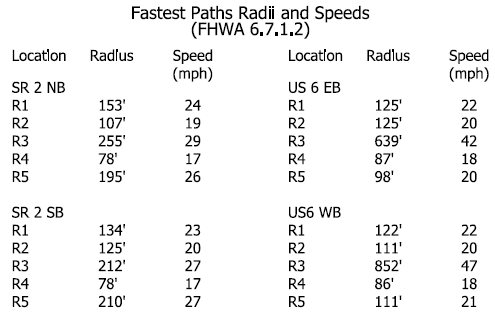 Fastest Paths Radii and Speeds
(FHWA 6.7.1.2)
Location Radius Speed (mph) Location Radius Speed (mph)
SR 2 NB US 6 EB
R1 153' 24 R1 125' 22
R2 107' 19 R2 125' 20
R3 255' 29 R3 639' 42
R4 78' 17 R4 87' 18
R5 195' 26 R5 98' 20
SR 2 SB US6 WB
R1 134' 23 R1 122' 22
R2 125' 20 R2 111' 20
R3 212' 27 R3 852' 47
R4 78' 17 R4 86' 18
R5 210' 27 R5 111' 21